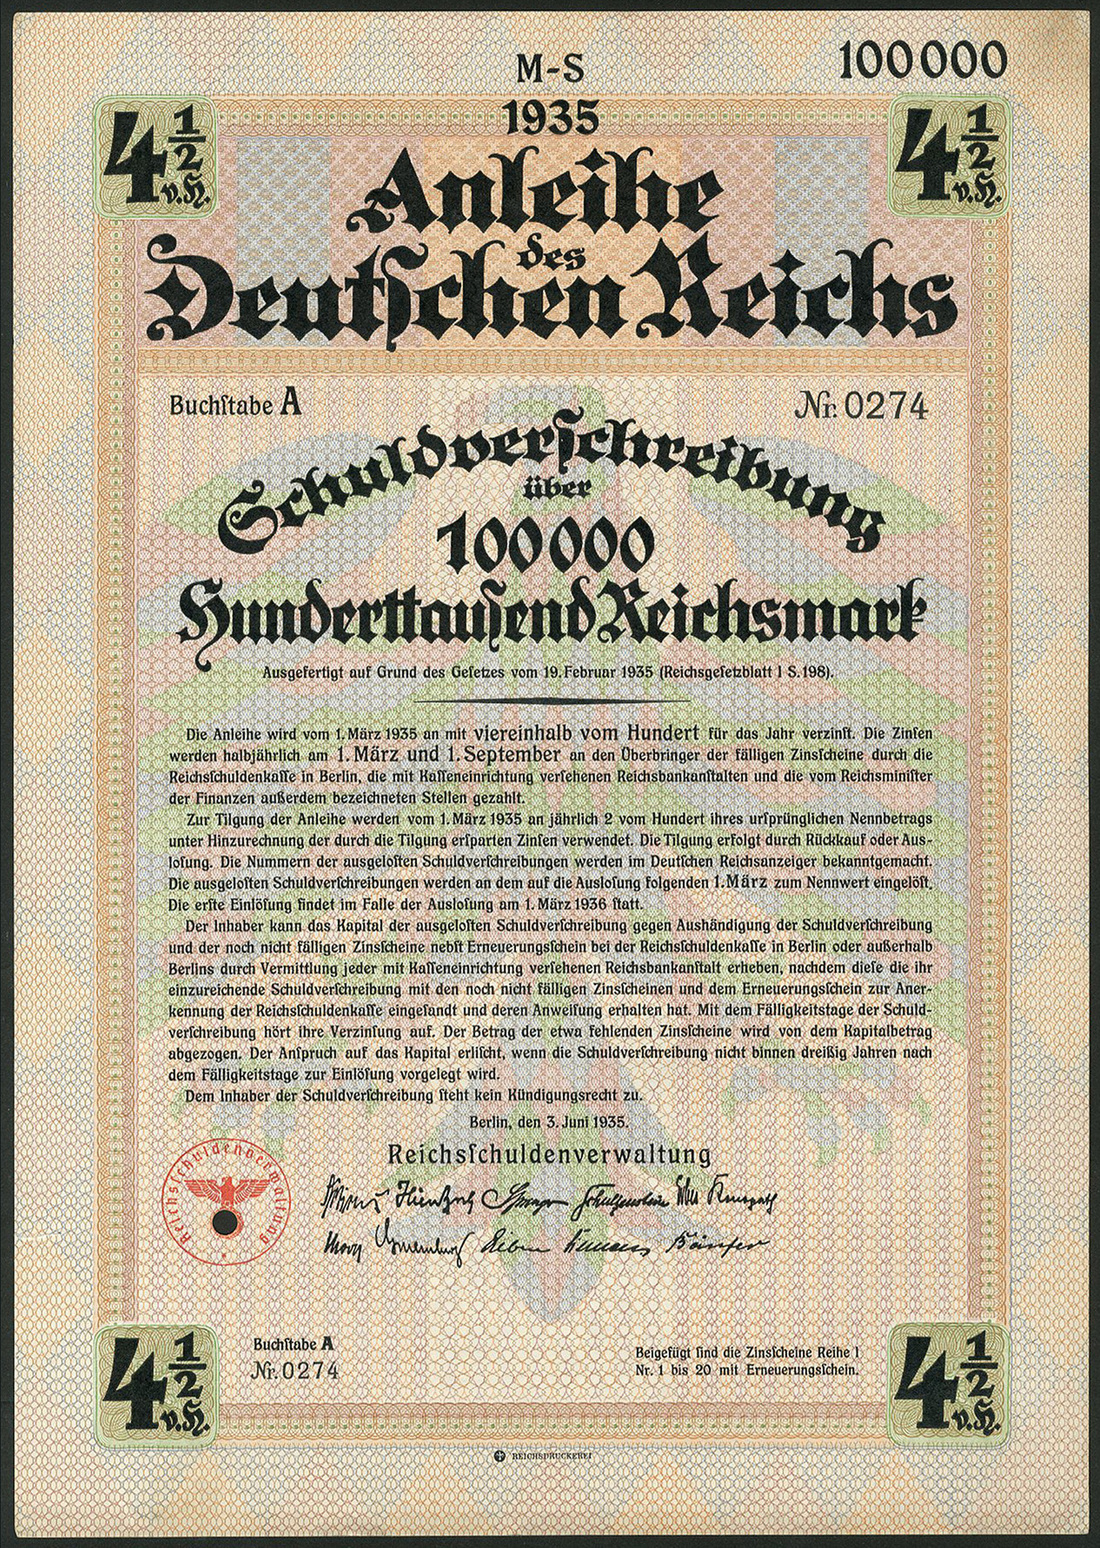 M-S 100000
4 1/2 v.H. 1935 4 1/2 v.H.
Anleihe
des
Deutſchen Reichs
Buchſtabe A Nr. 0274
Schuldverſchreibung
über
100000
Hunderttauſend Reichsmark
Ausgefertigt auf Grund des Geſetzes vom 19. Februar 1935 (Reichsgeſetzblatt I S. 198).
Die Anleihe wird vom 1. März 1935 an mit viereinhalb vom Hundert für das Jahr verzinſt. Die Zinſen
werden halbjährlich am 1. März und 1. September an den Überbringer der fälligen Zinsſcheine durch die
Reichsſchuldenkaſſe in Berlin, die mit Kaſſeneinrichtung verſehenen Reichsbankanſtalten und die vom Reichsminiſter
der Finanzen außerdem bezeichneten Stellen gezahlt.
Zur Tilgung der Anleihe werden vom 1. März 1935 an jährlich 2 vom Hundert ihres urſprünglichen Nennbetrags
unter Hinzurechnung der durch die Tilgung erſparten Zinſen verwendet. Die Tilgung erfolgt durch Rückkauf oder Aus-
loſung. Die Nummern der ausgeloſten Schuldverſchreibungen werden im Deutſchen Reichsanzeiger bekanntgemacht.
Die ausgeloſten Schuldverſchreibungen werden an dem auf die Ausloſung folgenden 1. März zum Nennwert eingelöſt.
Die erſte Einlöſung findet im Falle der Ausloſung am 1. März 1936 ſtatt.
Der Inhaber kann das Kapital der ausgeloſten Schuldverſchreibung gegen Aushändigung der Schuldverſchreibung
und der noch nicht fälligen Zinsſcheine nebſt Erneuerungsſchein bei der Reichsſchuldenkaſſe in Berlin oder außerhalb
Berlins durch Vermittlung jeder mit Kaſſeneinrichtung verſehenen Reichsbankanſtalt erheben, nachdem dieſe die ihr
einzureichende Schuldverſchreibung mit den noch nicht fälligen Zinsſcheinen und dem Erneuerungsſchein zur Aner-
kennung der Reichsſchuldenkaſſe eingeſandt und deren Anweiſung erhalten hat. Mit dem Fälligkeitstage der Schuld-
verſchreibung hört ihre Verzinſung auf. Der Betrag der etwa fehlenden Zinsſcheine wird von dem Kapitalbetrag
abgezogen. Der Anſpruch auf das Kapital erliſcht, wenn die Schuldverſchreibung nicht binnen dreißig Jahren nach
dem Fälligkeitstage zur Einlöſung vorgelegt wird.
Dem Inhaber der Schuldverſchreibung ſteht kein Kündigungsrecht zu.
Berlin, den 3. Juni 1935.
Reichsſchuldenverwaltung
Reichsſchuldenverwaltung
Buchſtabe A
Nr. 0274
Beigefügt ſind die Zinsſcheine Reihe I
Nr. 1 bis 20 mit Erneuerungsſchein.
4 1/2 v.H. 4 1/2 v.H.
REICHSDRUCKEREI